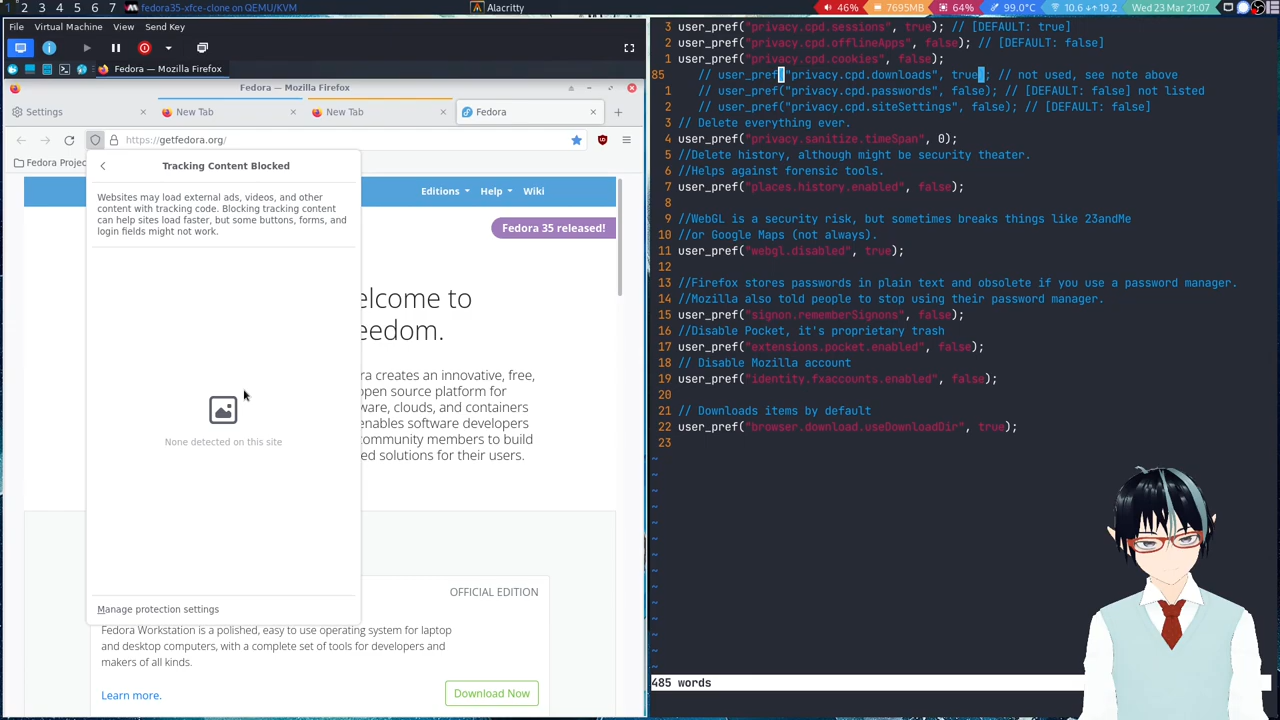 2 3 4 5 6 7 8
fedora35-xfce-clone on QEMU/KVM
Alacritty
46%
7695MB
64%
99.0°C
10.6 ↔ 19.2
Wed 23 Mar 21:07
File Virtual Machine View Send Key
Fedora — Mozilla Firefox
Fedora — Mozilla Firefox
Settings
New Tab
New Tab
Fedora
https://getfedora.org/
Fedora Projec
Tracking Content Blocked
Websites may load external ads, videos, and other
content with tracking code. Blocking tracking content
can help sites load faster, but some buttons, forms, and
login fields might not work.
None detected on this site
Manage protection settings
Editions Help Wiki
Fedora 35 released!
elcome to
eedom.
ra creates an innovative, free,
open source platform for
ware, clouds, and containers
enables software developers
community members to build
ed solutions for their users.
OFFICIAL EDITION
Fedora Workstation is a polished, easy to use operating system for laptop
and desktop computers, with a complete set of tools for developers and
makers of all kinds.
Learn more.
Download Now
3 user_pref("privacy.cpd.sessions", true); // [DEFAULT: true]
2 user_pref("privacy.cpd.offlineApps", false); // [DEFAULT: false]
1 user_pref("privacy.cpd.cookies", false);
85 // user_pref("privacy.cpd.downloads", true); // not used, see note above
1 // user_pref("privacy.cpd.passwords", false); // [DEFAULT: false] not listed
2 // user_pref("privacy.cpd.siteSettings", false); // [DEFAULT: false]
3 // Delete everything ever.
4 user_pref("privacy.sanitize.timeSpan", 0);
5 //Delete history, although might be security theater.
6 //Helps against forensic tools.
7 user_pref("places.history.enabled", false);
8
9 //WebGL is a security risk, but sometimes breaks things like 23andMe
10 //or Google Maps (not always).
11 user_pref("webgl.disabled", true);
12
13 //Firefox stores passwords in plain text and obsolete if you use a password manager.
14 //Mozilla also told people to stop using their password manager.
15 user_pref("signon.rememberSignons", false);
16 //Disable Pocket, it's proprietary trash
17 user_pref("extensions.pocket.enabled", false);
18 // Disable Mozilla account
19 user_pref("identity.fxaccounts.enabled", false);
20
21 // Downloads items by default
22 user_pref("browser.download.useDownloadDir", true);
23
485 words